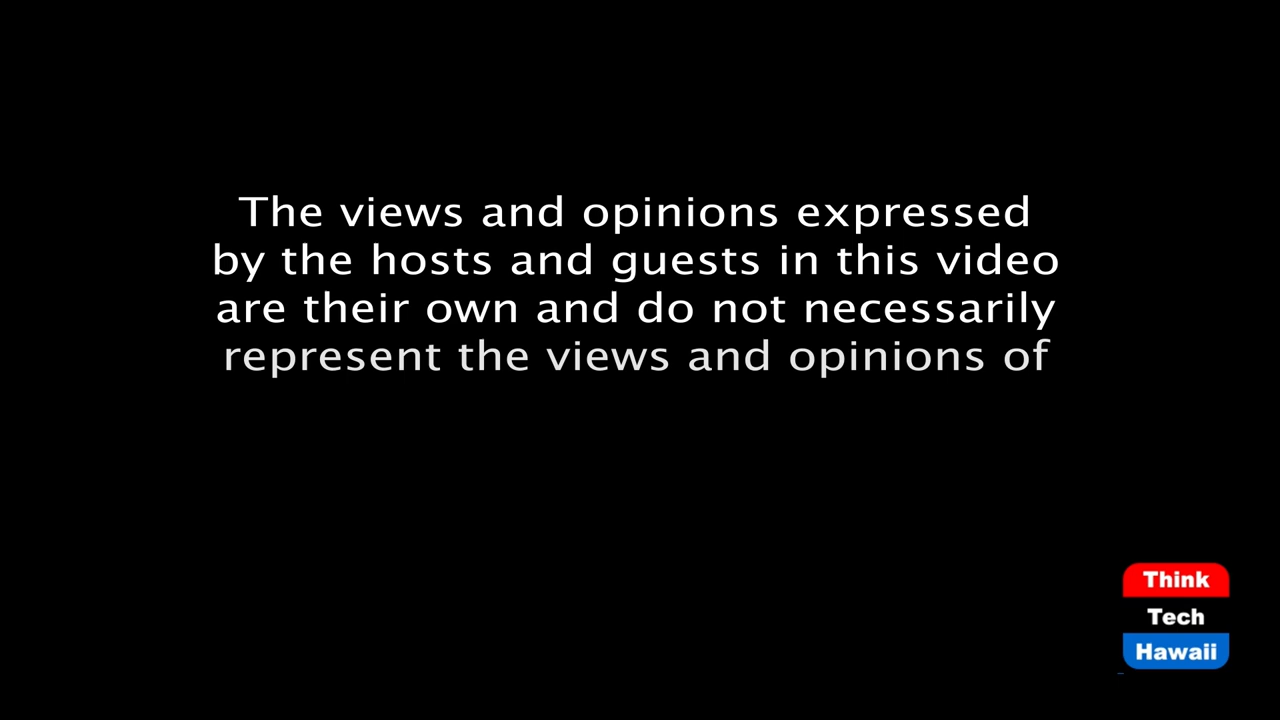 The views and opinions expressed
by the hosts and guests in this video
are their own and do not necessarily
represent the views and opinions of
Think
Tech
Hawaii